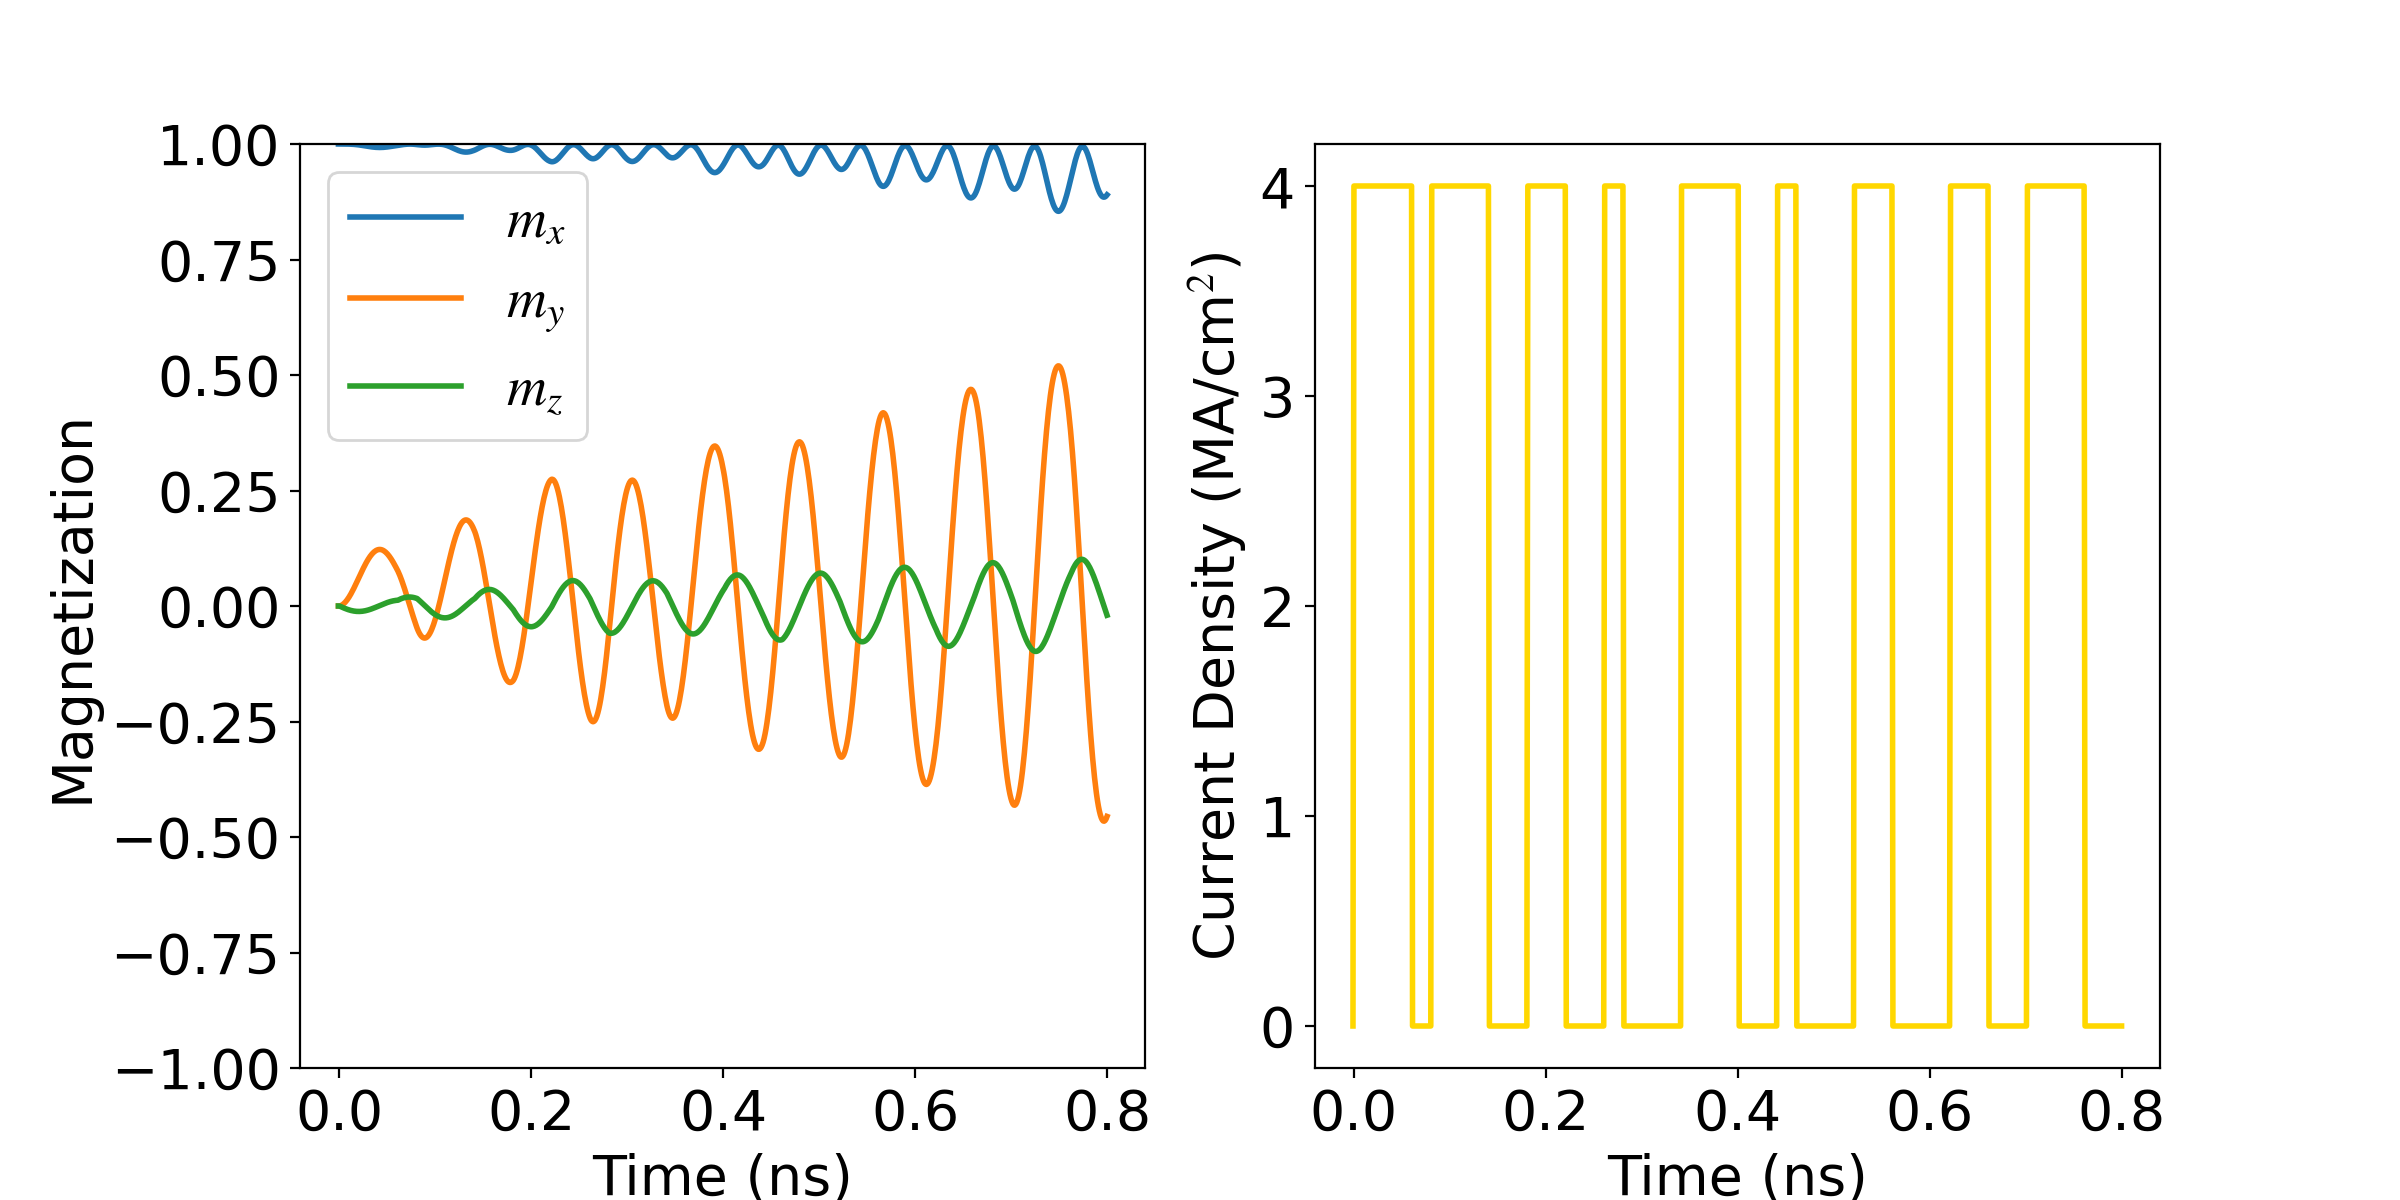 1.00
0.75
0.50
0.25
0.00
−0.25
−0.50
−0.75
−1.00
Magnetization
m_x
m_y
m_z
0.0 0.2 0.4 0.6 0.8
Time (ns)
4
3
2
1
0
Current Density (MA/cm²)
0.0 0.2 0.4 0.6 0.8
Time (ns)